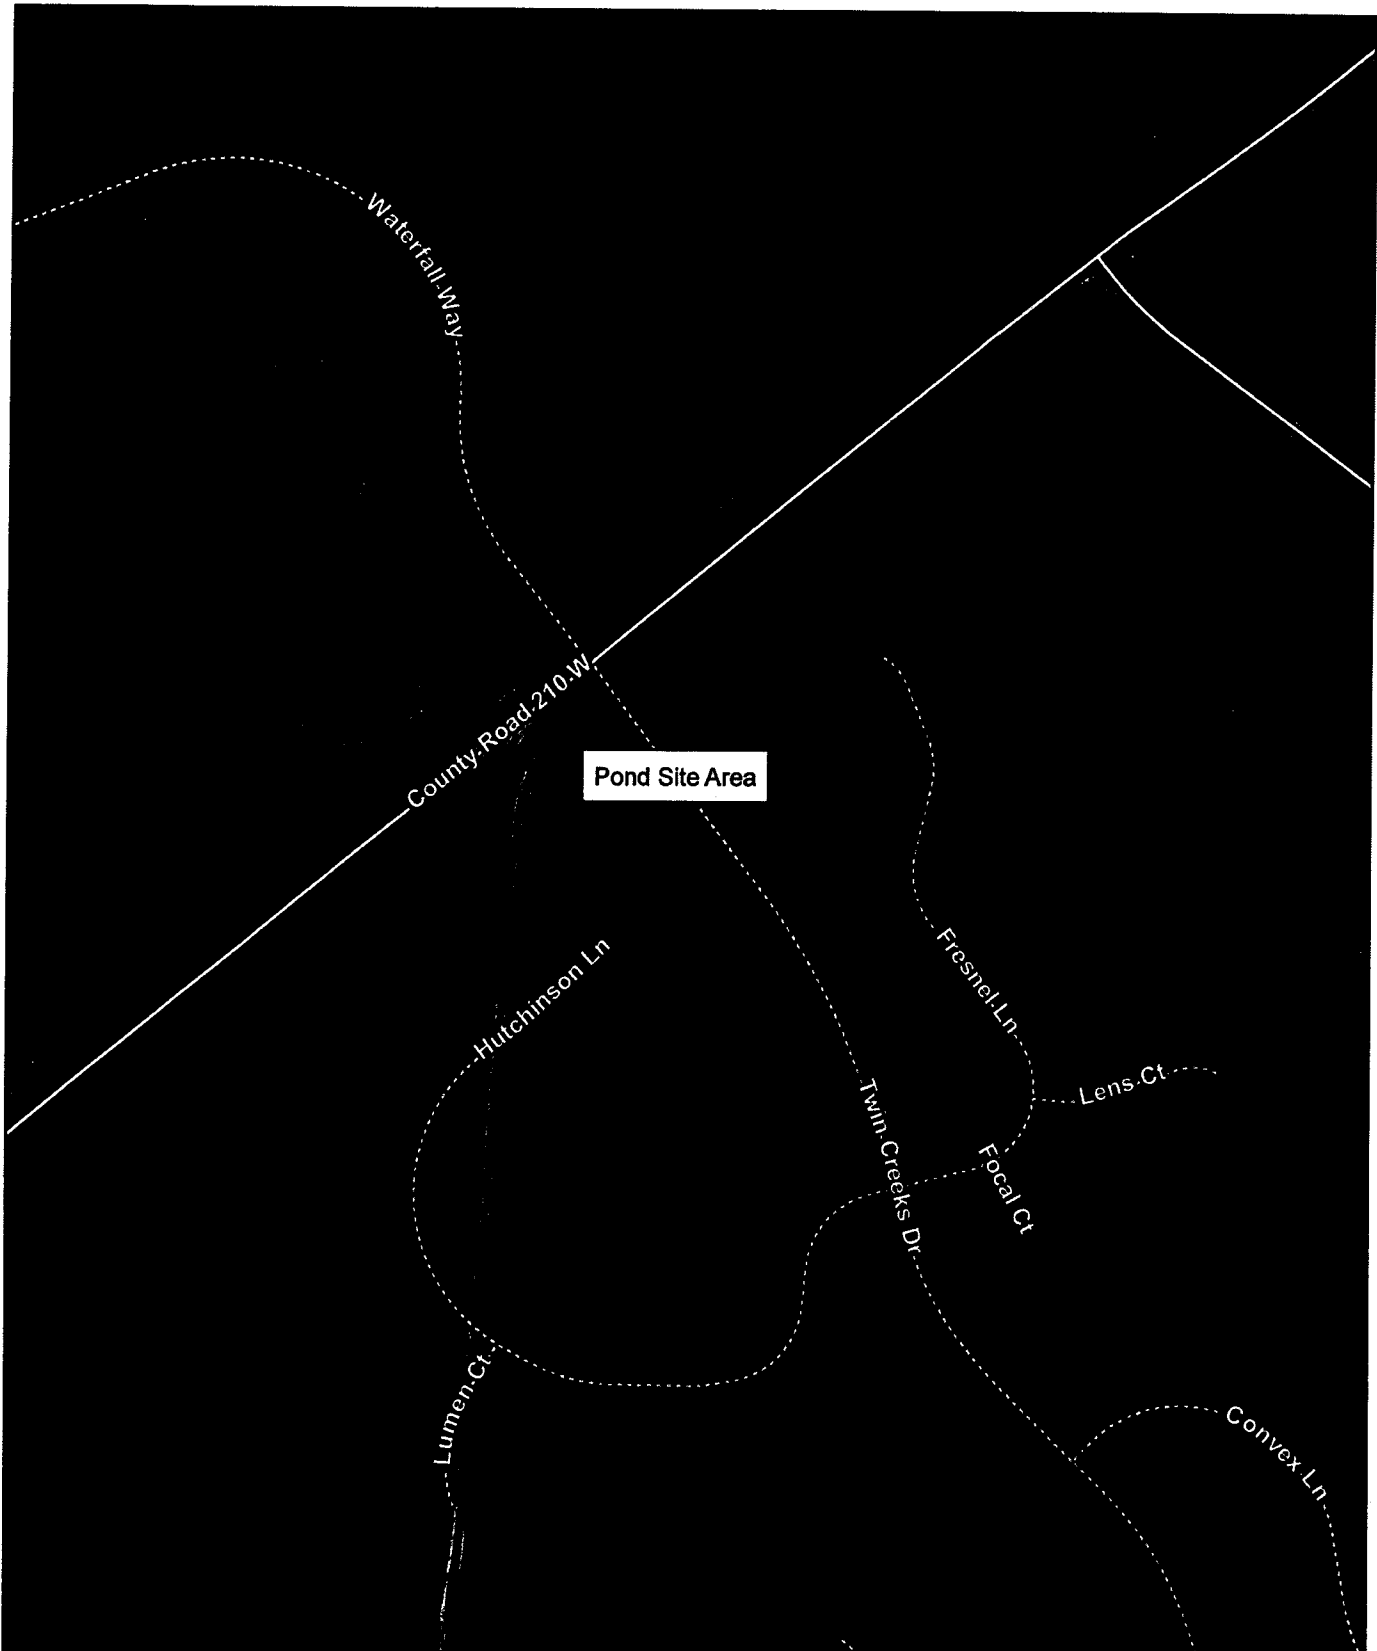 Waterfall Way
County Road 210 W
Pond Site Area
Hutchinson Ln
Fresnel Ln
Lens Ct
Twin Creeks Dr
Focal Ct
Lumen Ct
Convex Ln